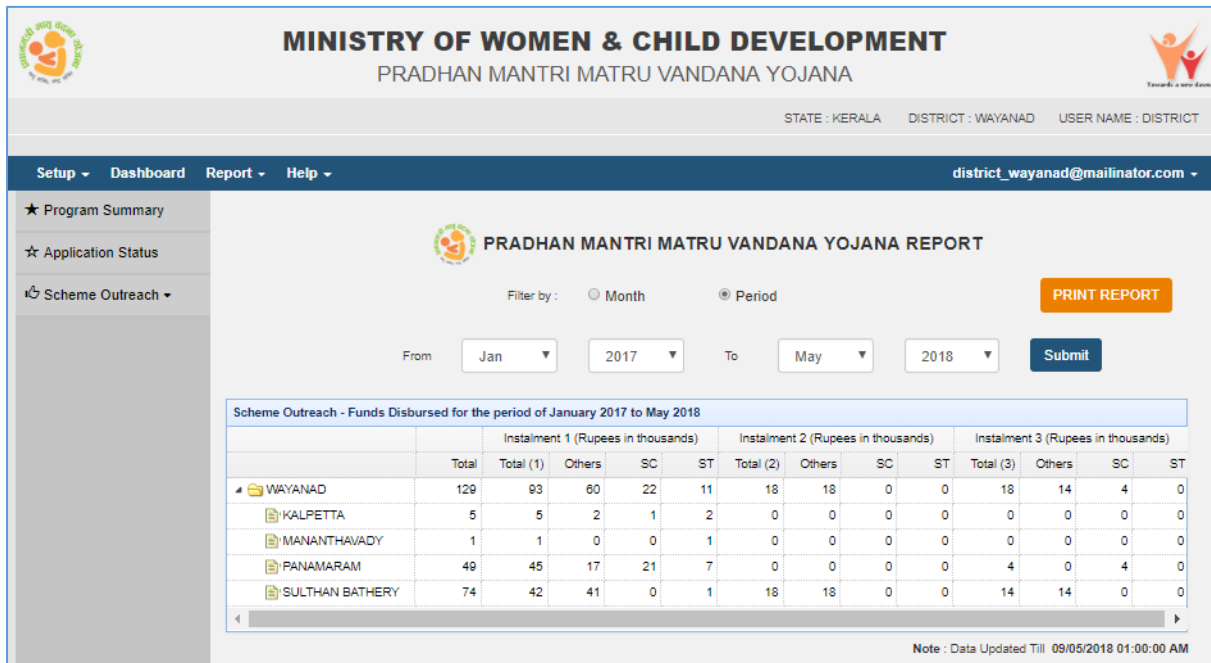 MINISTRY OF WOMEN & CHILD DEVELOPMENT
PRADHAN MANTRI MATRU VANDANA YOJANA
Towards a new dawn
STATE : KERALA DISTRICT : WAYANAD USER NAME : DISTRICT
Setup Dashboard Report Help district_wayanad@mailinator.com
Program Summary
Application Status
Scheme Outreach
PRADHAN MANTRI MATRU VANDANA YOJANA REPORT
Filter by : Month Period PRINT REPORT
From Jan 2017 To May 2018 Submit
Scheme Outreach - Funds Disbursed for the period of January 2017 to May 2018
Instalment 1 (Rupees in thousands) Instalment 2 (Rupees in thousands) Instalment 3 (Rupees in thousands)
Total Total (1) Others SC ST Total (2) Others SC ST Total (3) Others SC ST
WAYANAD 129 93 60 22 11 18 18 0 0 18 14 4 0
KALPETTA 5 5 2 1 2 0 0 0 0 0 0 0 0
MANANTHAVADY 1 1 0 0 1 0 0 0 0 0 0 0 0
PANAMARAM 49 45 17 21 7 0 0 0 0 4 0 4 0
SULTHAN BATHERY 74 42 41 0 1 18 18 0 0 14 14 0 0
Note : Data Updated Till 09/05/2018 01:00:00 AM